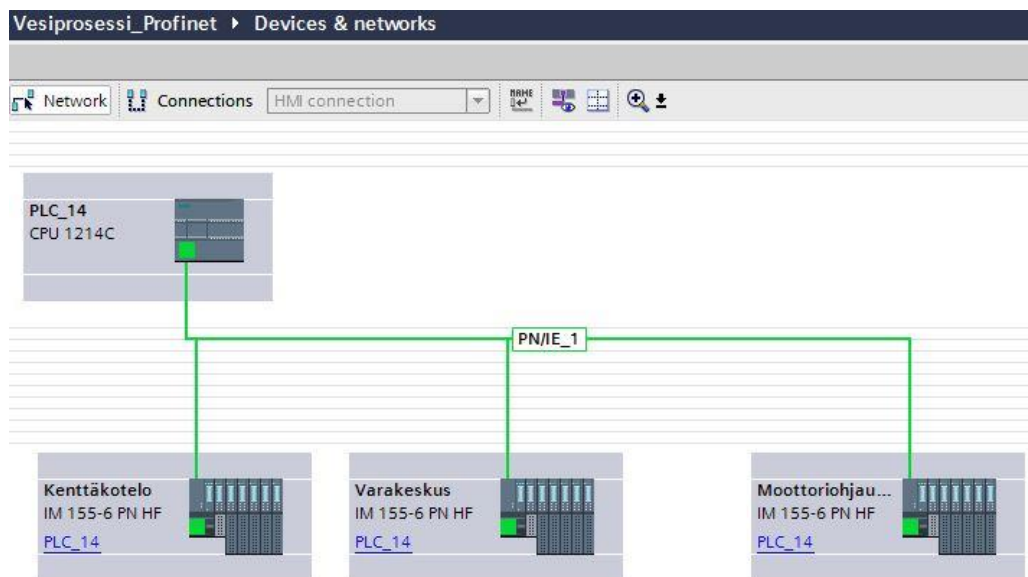 Vesiprosessi_Profinet ▸ Devices & networks
Network Connections HMI connection
PLC_14
CPU 1214C
PN/IE_1
Kenttäkotelo
IM 155-6 PN HF
PLC_14
Varakeskus
IM 155-6 PN HF
PLC_14
Moottoriohjau...
IM 155-6 PN HF
PLC_14